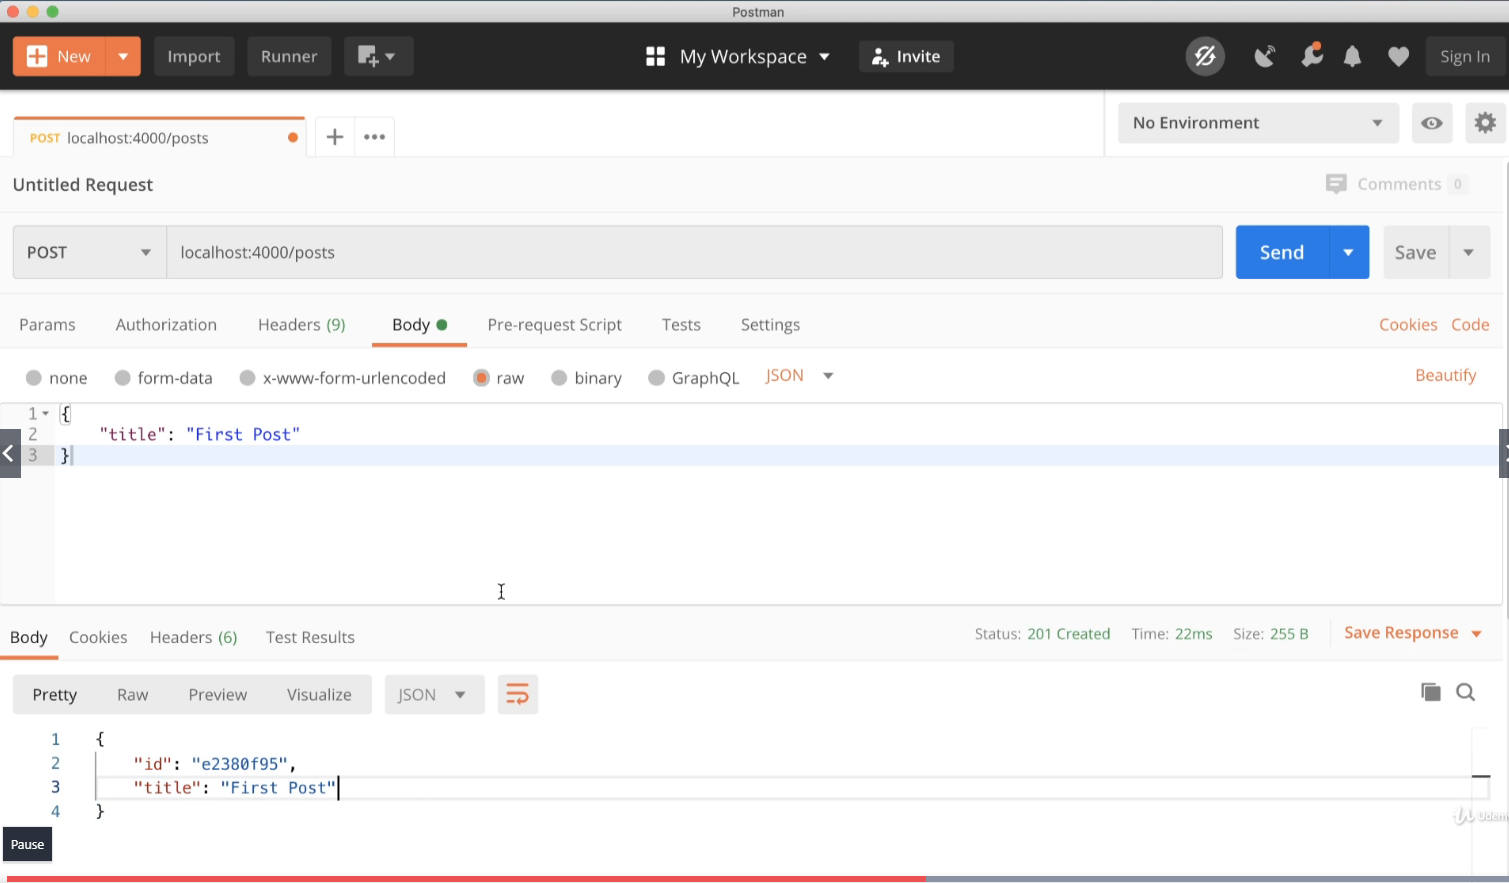 Postman
New Import Runner My Workspace Invite Sign In
POST localhost:4000/posts No Environment
Untitled Request Comments 0
POST localhost:4000/posts Send Save
Params Authorization Headers (9) Body Pre-request Script Tests Settings Cookies Code
none form-data x-www-form-urlencoded raw binary GraphQL JSON Beautify
1 {
2 "title": "First Post"
3 }
Body Cookies Headers (6) Test Results Status: 201 Created Time: 22ms Size: 255 B Save Response
Pretty Raw Preview Visualize JSON
1 {
2 "id": "e2380f95",
3 "title": "First Post"
4 }
Udem
Pause